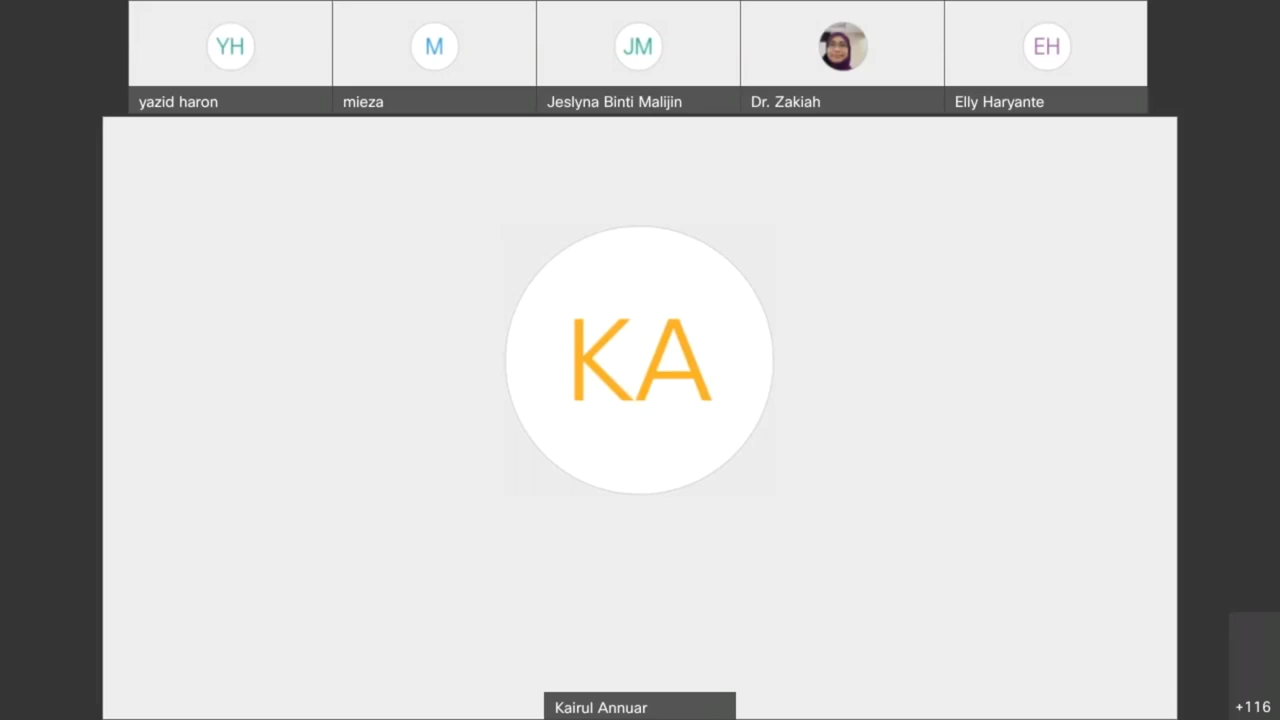 YH
M
JM
EH
yazid haron
mieza
Jeslyna Binti Malijin
Dr. Zakiah
Elly Haryante
KA
Kairul Annuar
+116